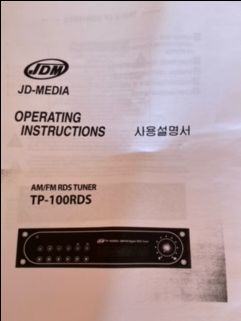 JDM
JD-MEDIA
OPERATING
INSTRUCTIONS 사용설명서
AM/FM RDS TUNER
TP-100RDS